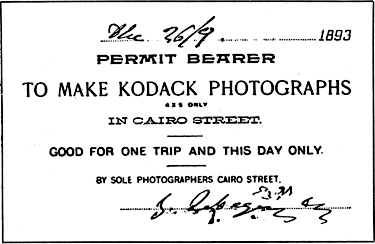 26/9. 1893
PERMIT BEARER
TO MAKE KODACK PHOTOGRAPHS
4 X 5 ONLY
IN CAIRO STREET.
GOOD FOR ONE TRIP AND THIS DAY ONLY.
BY SOLE PHOTOGRAPHERS CAIRO STREET,